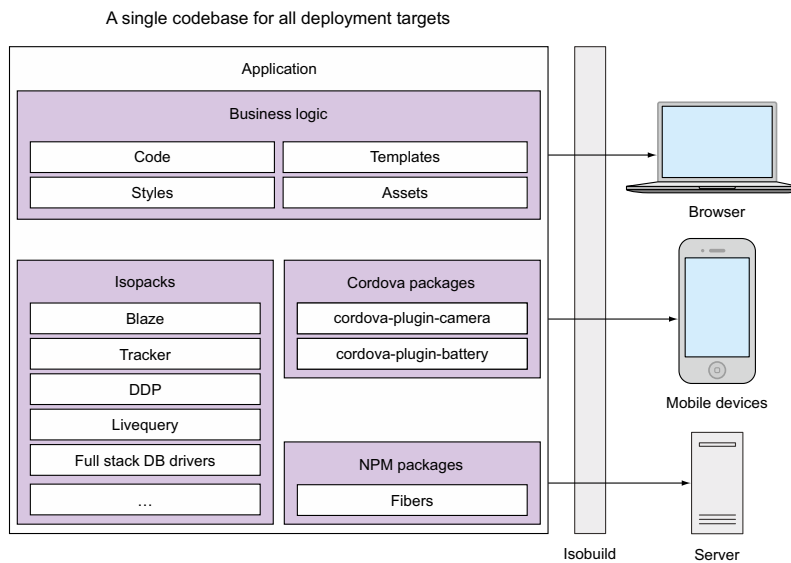 A single codebase for all deployment targets
Application
Business logic
Code
Templates
Styles
Assets
Isopacks
Blaze
Tracker
DDP
Livequery
Full stack DB drivers
…
Cordova packages
cordova-plugin-camera
cordova-plugin-battery
NPM packages
Fibers
Isobuild
Browser
Mobile devices
Server